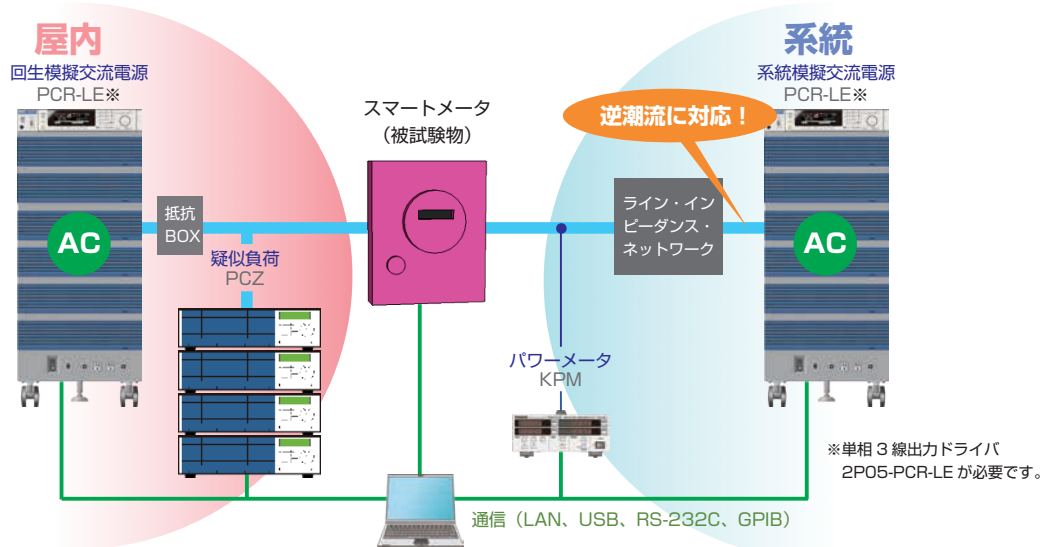 屋内
回生模擬交流電源
PCR-LE※
AC
抵抗
BOX
疑似負荷
PCZ
スマートメータ
（被試験物）
系統
系統模擬交流電源
PCR-LE※
逆潮流に対応！
ライン・イン
ピーダンス・
ネットワーク
AC
パワーメータ
KPM
※単相 3 線出力ドライバ
2P05-PCR-LE が必要です。
通信（LAN、USB、RS-232C、GPIB）